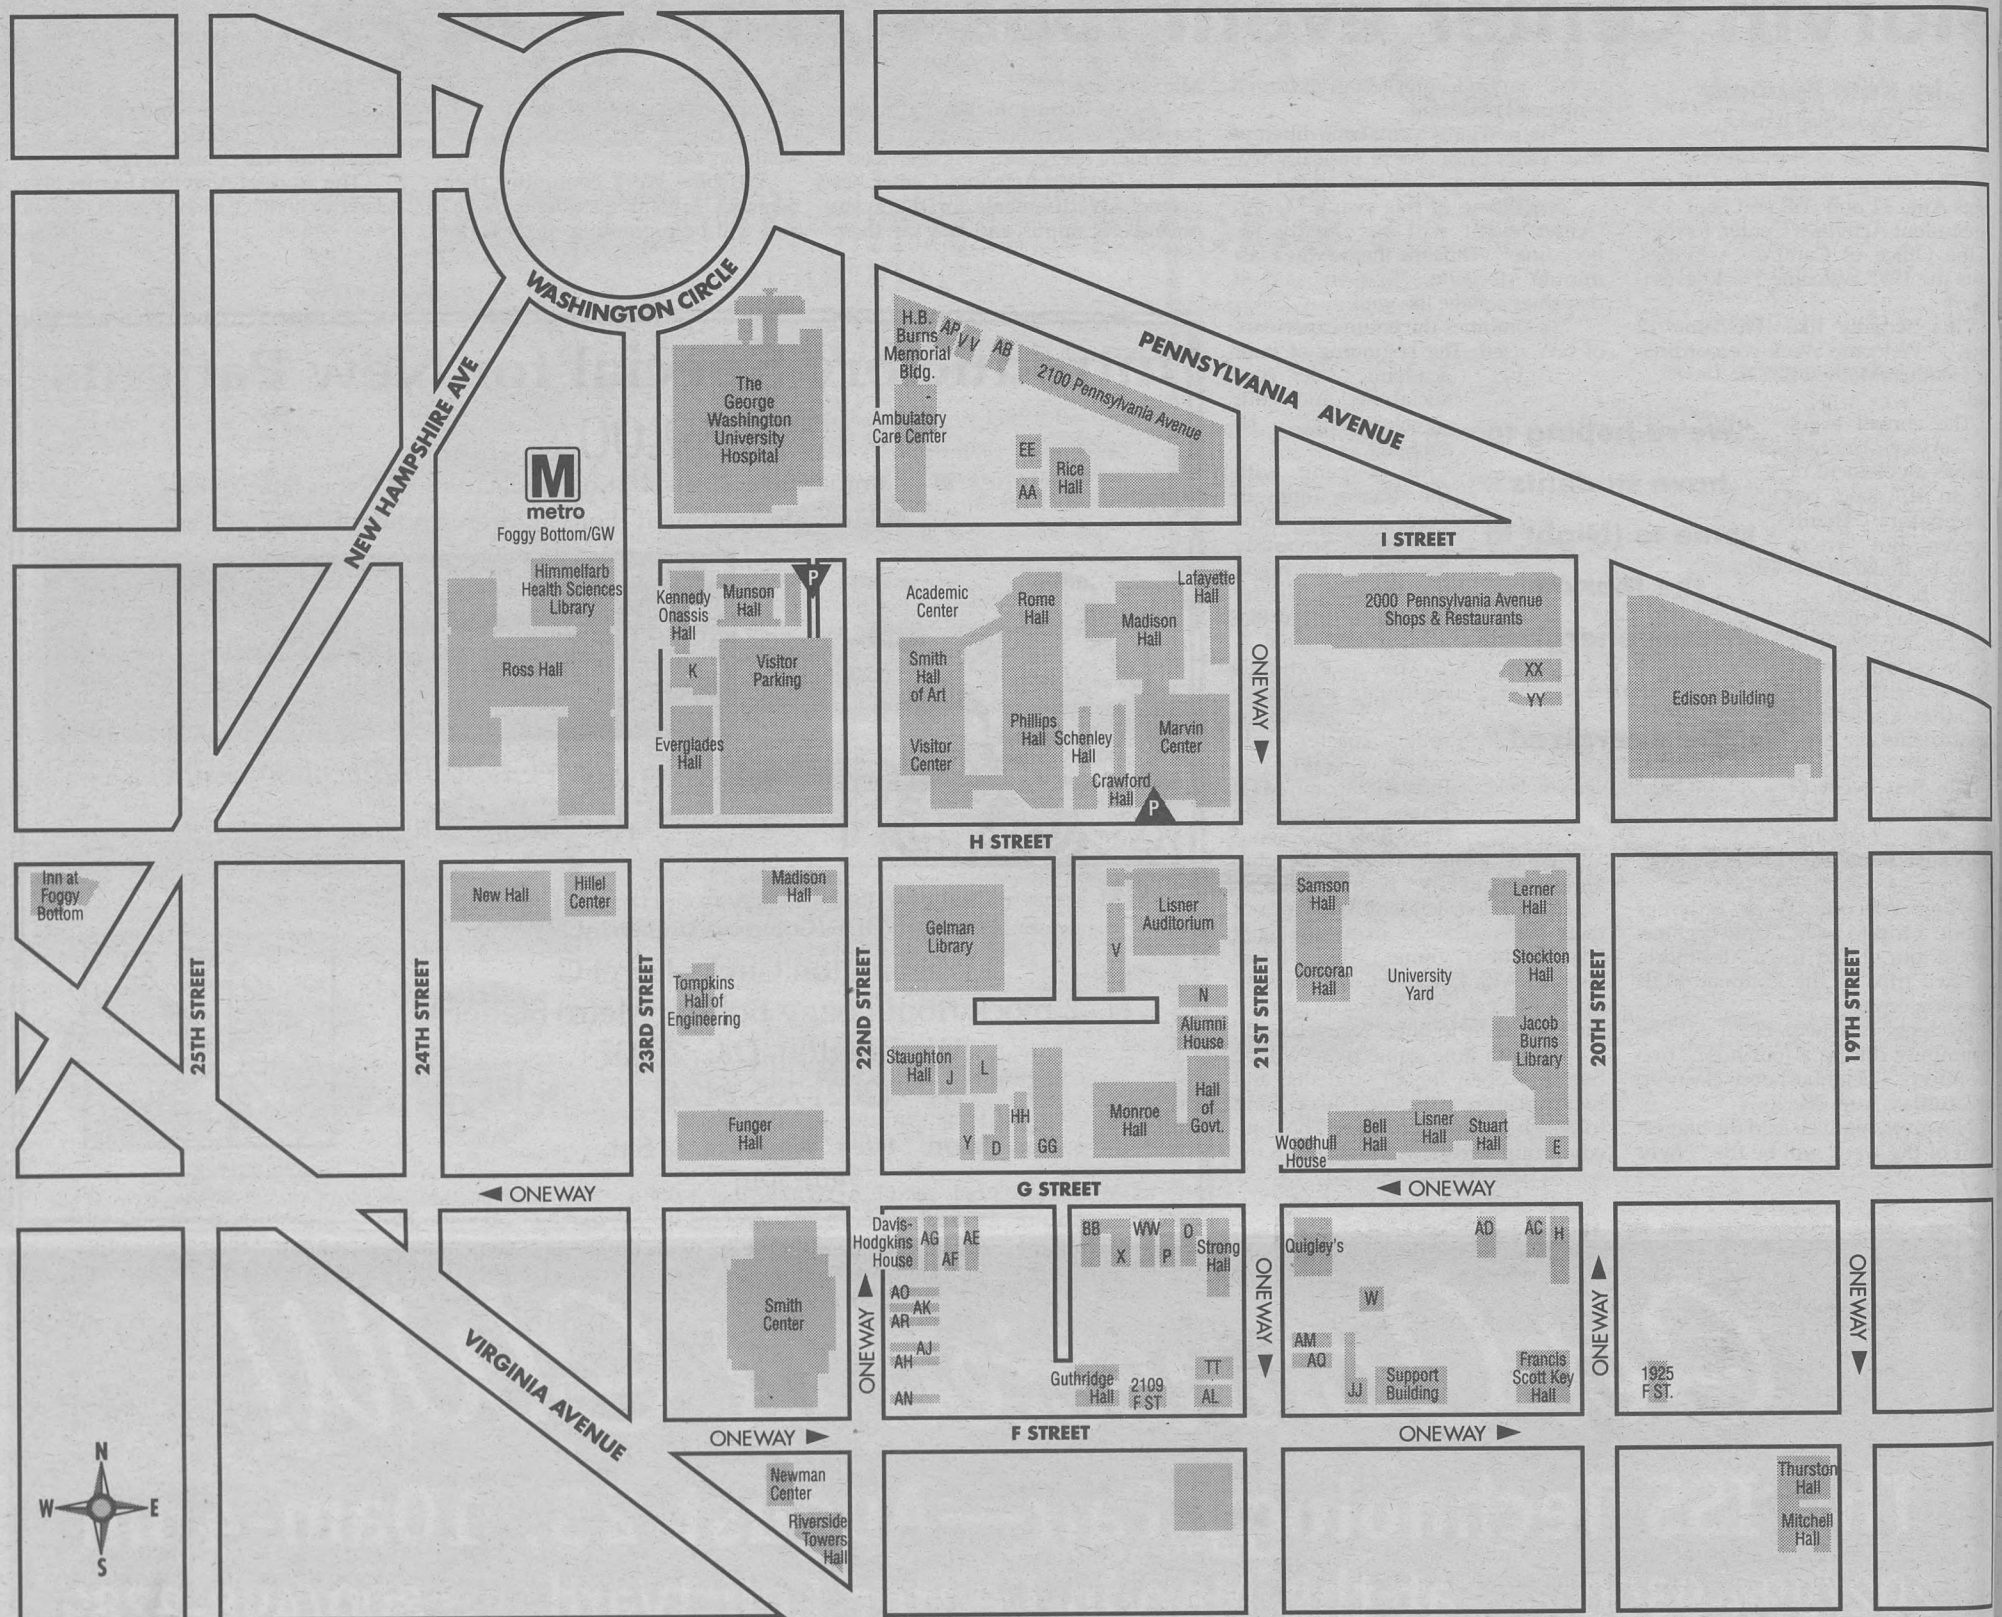 WASHINGTON CIRCLE
NEW HAMPSHIRE AVE
PENNSYLVANIA AVENUE
The
George
Washington
University
Hospital
H.B.
Burns
Memorial
Bldg.
AP
VV
AB
2100 Pennsylvania Avenue
Ambulatory
Care Center
EE
AA
Rice
Hall
M
metro
Foggy Bottom/GW
I STREET
Himmelfarb
Health Sciences
Library
Ross Hall
Kennedy
Onassis
Hall
Munson
Hall
P
K
Visitor
Parking
Everglades
Hall
Academic
Center
Rome
Hall
Madison
Hall
Lafayette
Hall
Smith
Hall
of Art
Visitor
Center
Phillips
Hall
Schenley
Hall
Crawford
Hall
Marvin
Center
P
ONEWAY
2000 Pennsylvania Avenue
Shops & Restaurants
XX
YY
Edison Building
H STREET
Inn at
Foggy
Bottom
25TH STREET
24TH STREET
New Hall
Hillel
Center
23RD STREET
Madison
Hall
Tompkins
Hall of
Engineering
Funger
Hall
22ND STREET
Gelman
Library
Lisner
Auditorium
V
N
Alumni
House
Staughton
Hall
J
L
Y
D
HH
GG
Monroe
Hall
Hall
of
Govt.
21ST STREET
Samson
Hall
Corcoran
Hall
University
Yard
Lerner
Hall
Stockton
Hall
Jacob
Burns
Library
Woodhull
House
Bell
Hall
Lisner
Hall
Stuart
Hall
E
20TH STREET
19TH STREET
ONEWAY
G STREET
ONEWAY
VIRGINIA AVENUE
Smith
Center
ONEWAY
Davis-
Hodgkins
House
AG
AF
AE
AO
AK
AR
AJ
AH
AN
BB
X
WW
P
O
Strong
Hall
Guthridge
Hall
2109
F ST
TT
AL
ONEWAY
Quigley's
AD
AC
H
W
AM
AQ
JJ
Support
Building
Francis
Scott Key
Hall
ONEWAY
1925
F ST.
ONEWAY
ONEWAY
F STREET
ONEWAY
Newman
Center
Riverside
Towers
Hall
Thurston
Hall
Mitchell
Hall
N
W
E
S